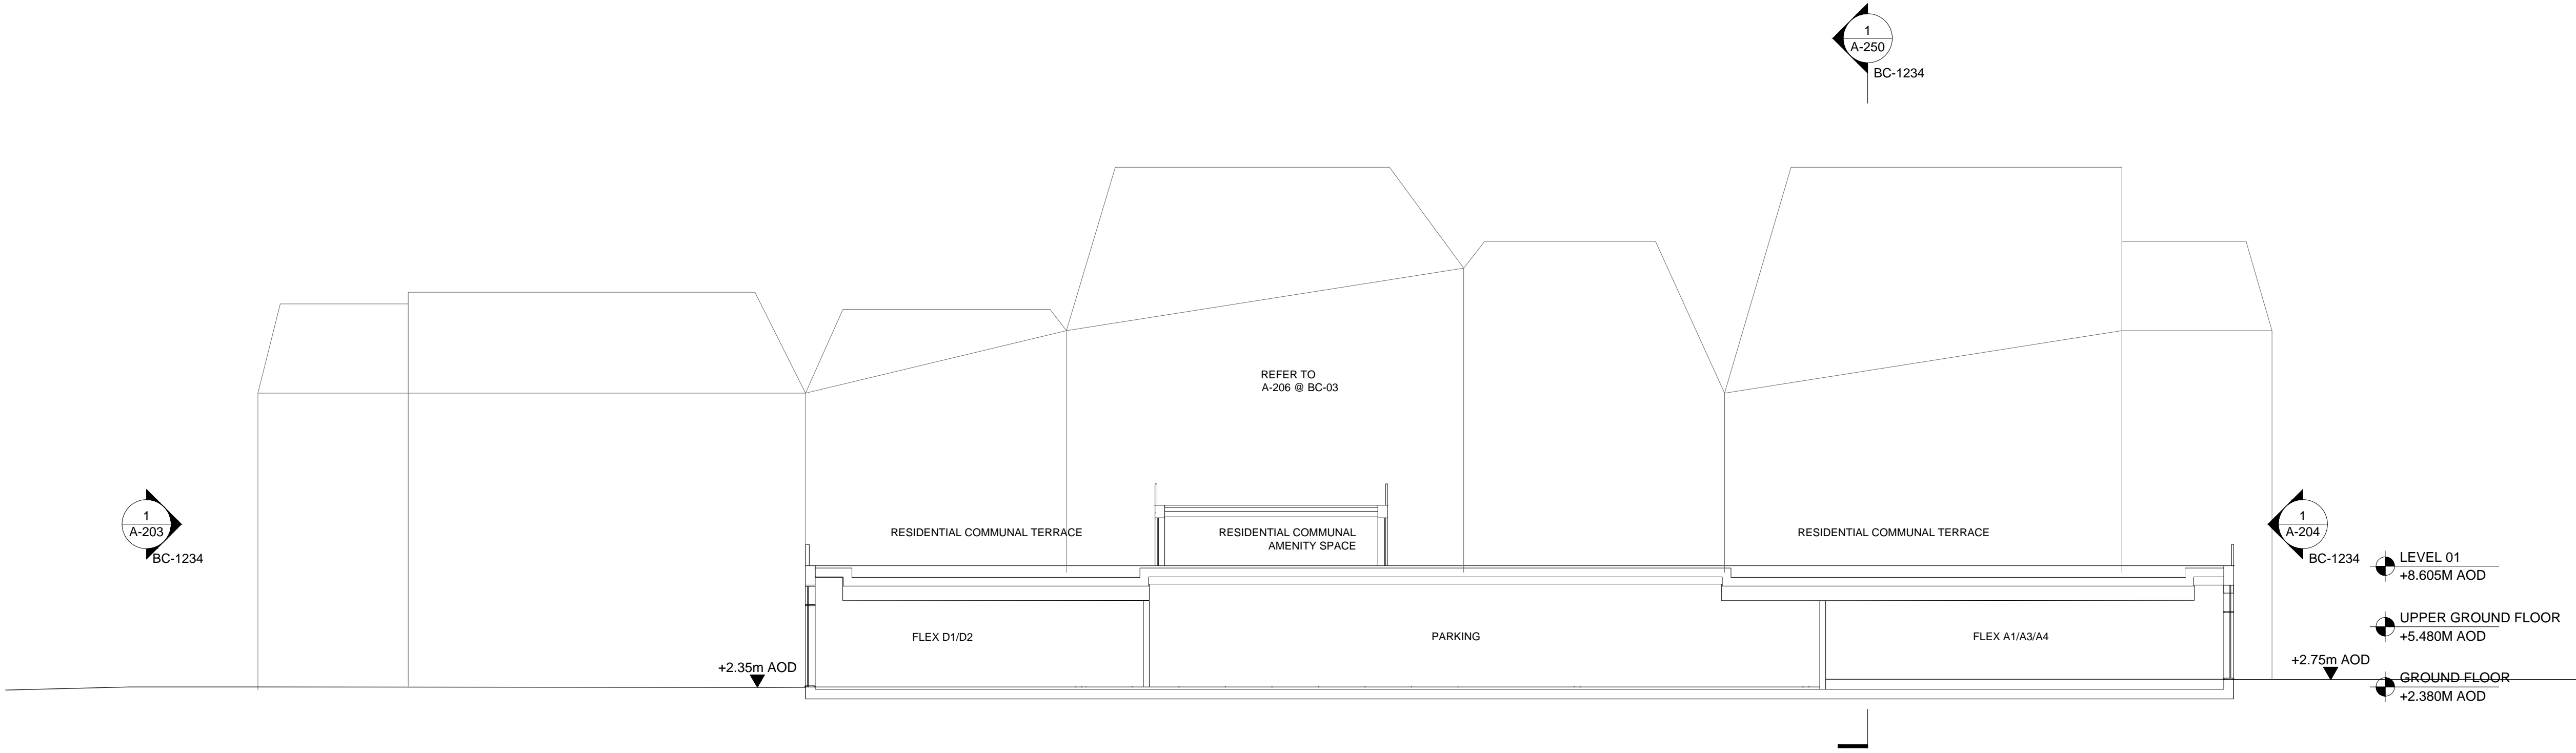 1
A-250
BC-1234
REFER TO
A-206 @ BC-03
1
A-203
BC-1234
RESIDENTIAL COMMUNAL TERRACE
RESIDENTIAL COMMUNAL
AMENITY SPACE
RESIDENTIAL COMMUNAL TERRACE
1
A-204
BC-1234
LEVEL 01
+8.605M AOD
FLEX D1/D2
PARKING
FLEX A1/A3/A4
UPPER GROUND FLOOR
+5.480M AOD
+2.35m AOD
+2.75m AOD
GROUND FLOOR
+2.380M AOD